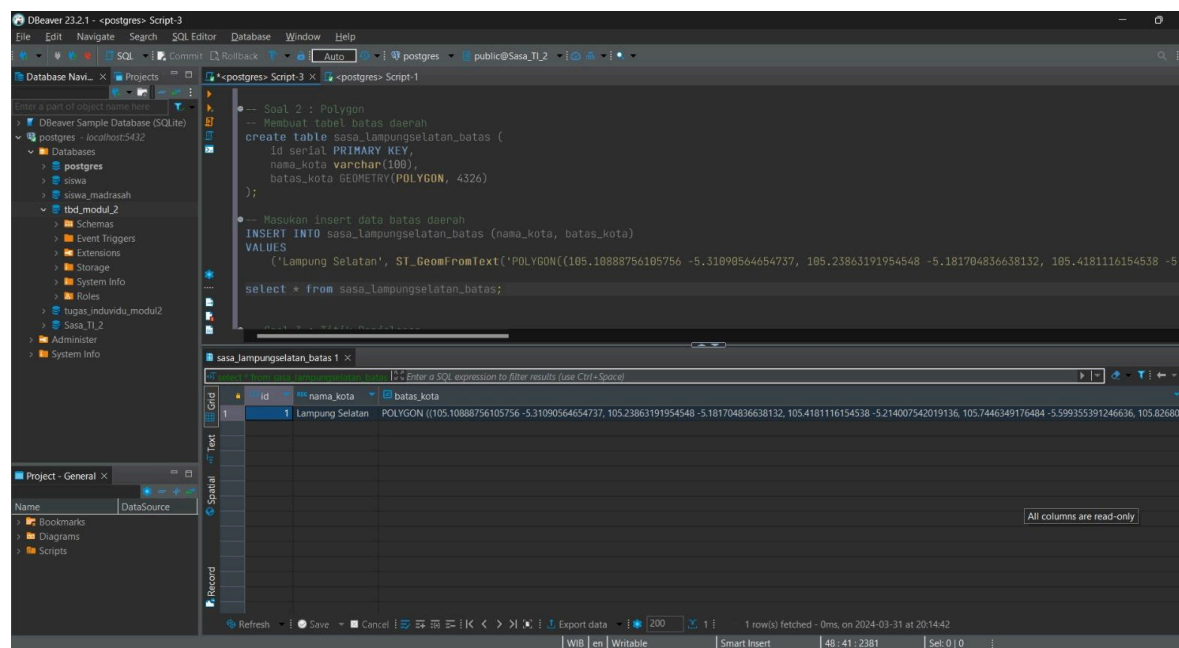 DBeaver 23.2.1 - <postgres> Script-3
File Edit Navigate Search SQL Editor Database Window Help
SQL Commit Rollback T Auto postgres public@Sasa_TI_2
Database Navi... Projects
*<postgres> Script-3 <postgres> Script-1
Enter a part of object name here
DBeaver Sample Database (SQLite)
postgres - localhost:5432
Databases
postgres
siswa
siswa_madrasah
tbd_modul_2
Schemas
Event Triggers
Extensions
Storage
System Info
Roles
tugas_induvidu_modul2
Sasa_TI_2
Administer
System Info
-- Soal 2 : Polygon
-- Membuat tabel batas daerah
create table sasa_lampungselatan_batas (
id serial PRIMARY KEY,
nama_kota varchar(100),
batas_kota GEOMETRY(POLYGON, 4326)
);
-- Masukan insert data batas daerah
INSERT INTO sasa_lampungselatan_batas (nama_kota, batas_kota)
VALUES
('Lampung Selatan', ST_GeomFromText('POLYGON((105.10888756105756 -5.31090564654737, 105.23863191954548 -5.181704836638132, 105.4181116154538 -5
select * from sasa_lampungselatan_batas;
sasa_lampungselatan_batas 1
select * from sasa_lampungselatan_batas Enter a SQL expression to filter results (use Ctrl+Space)
Grid
Text
Spatial
Record
id nama_kota batas_kota
1 1 Lampung Selatan POLYGON ((105.10888756105756 -5.31090564654737, 105.23863191954548 -5.181704836638132, 105.4181116154538 -5.214007542019136, 105.7446349176484 -5.599355391246636, 105.82680
All columns are read-only
Project - General
Name DataSource
Bookmarks
Diagrams
Scripts
Refresh Save Cancel Export data 200 1 1 row(s) fetched - 0ms, on 2024-03-31 at 20:14:42
WIB en Writable Smart Insert 48 : 41 : 2381 Sel: 0 | 0